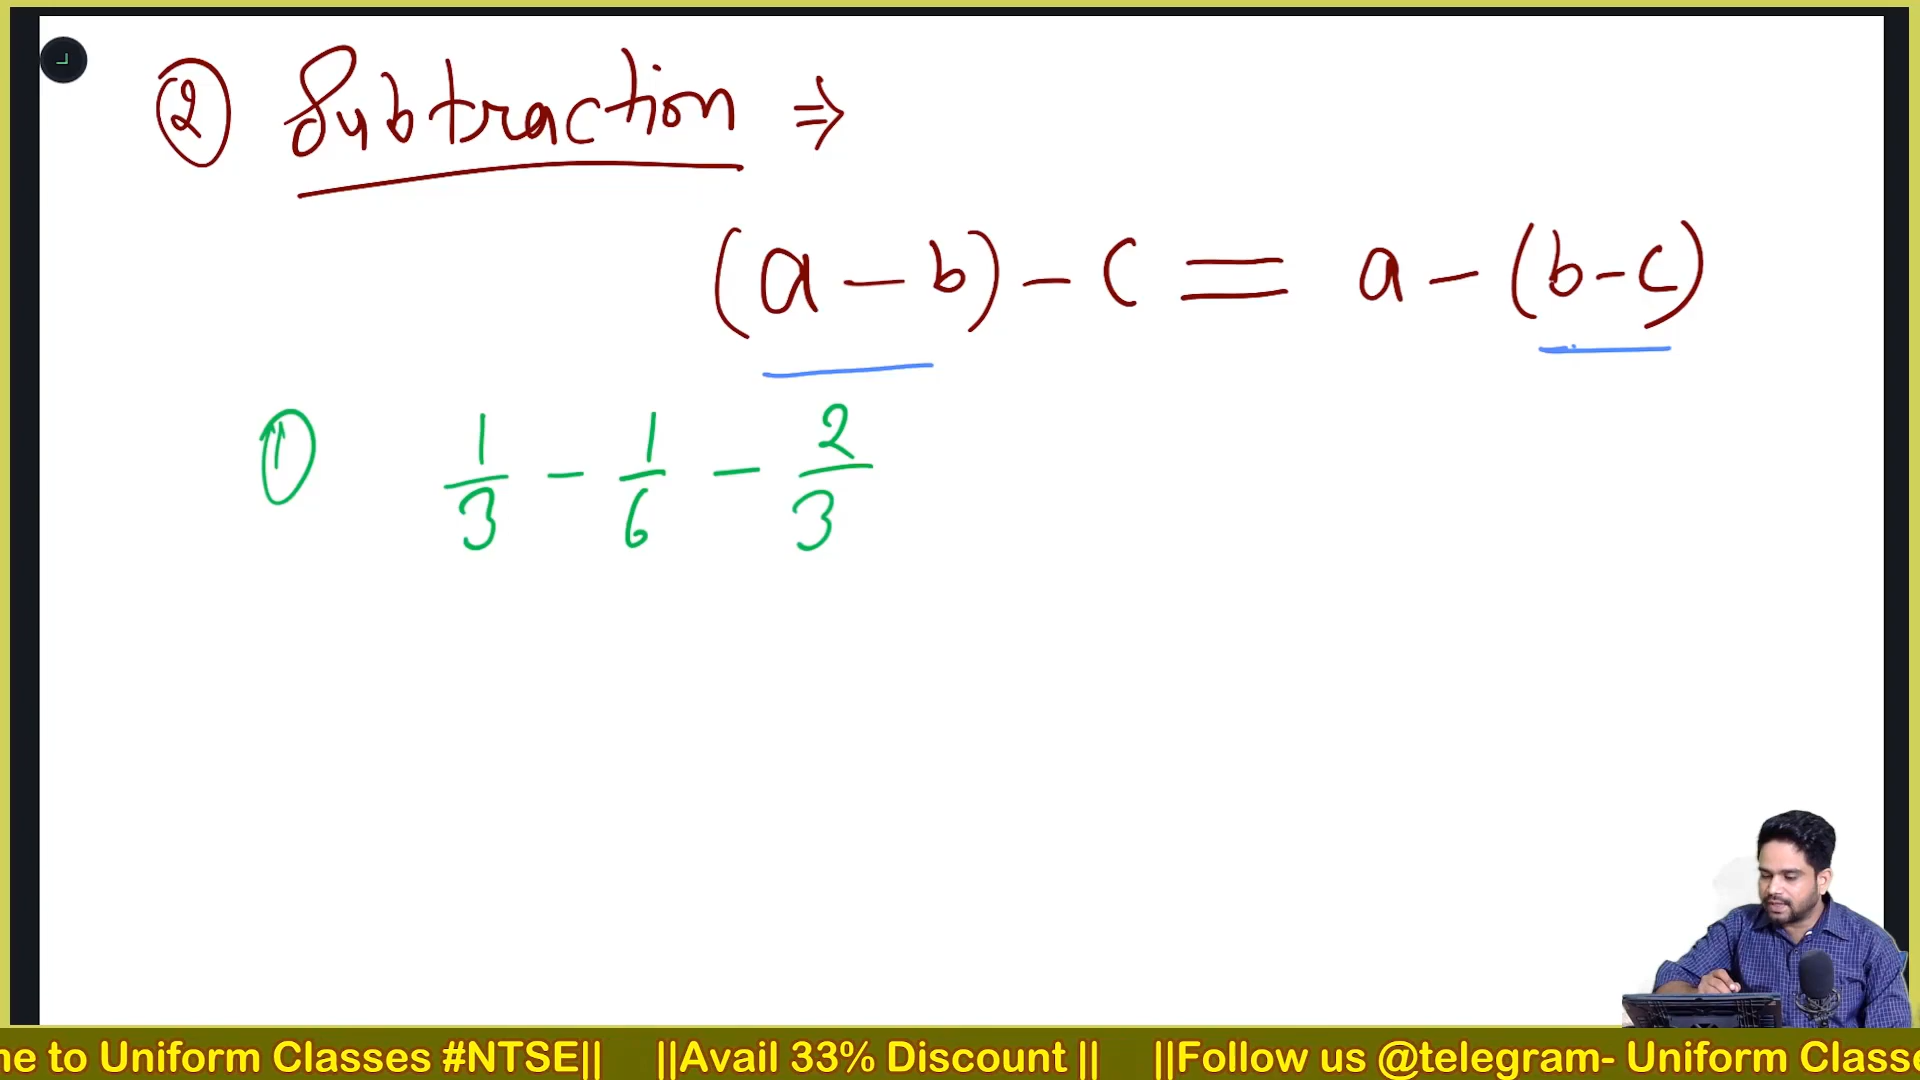 ② Subtraction ⇒
(a - b) - c = a - (b - c)
① 1/3 - 1/6 - 2/3
ne to Uniform Classes #NTSE|| ||Avail 33% Discount || ||Follow us @telegram- Uniform Classe